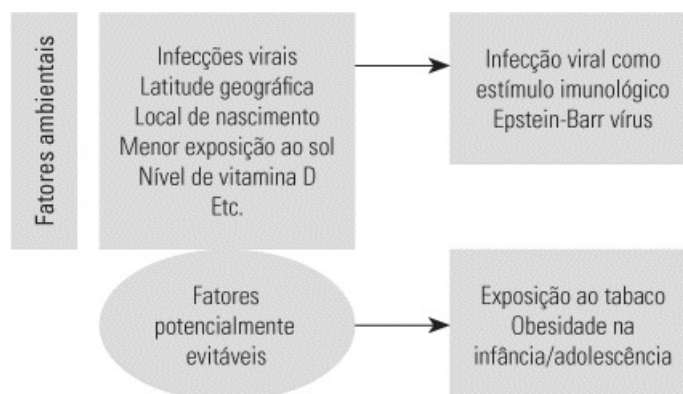 Fatores ambientais
Infecções virais
Latitude geográfica
Local de nascimento
Menor exposição ao sol
Nível de vitamina D
Etc.
Infecção viral como
estímulo imunológico
Epstein-Barr vírus
Fatores
potencialmente
evitáveis
Exposição ao tabaco
Obesidade na
infância/adolescência